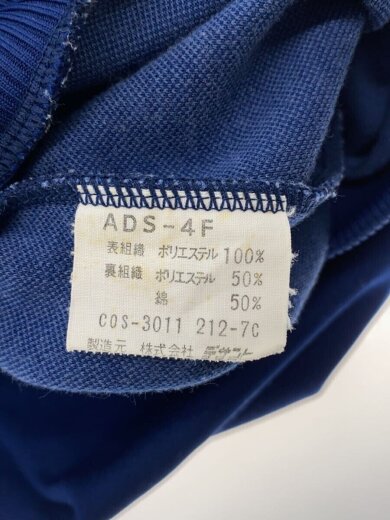 ADS-4F
表組織 ポリエステル 100%
裏組織 ポリエステル 50%
綿 50%
COS-3011 212-7C
製造元 株式会社 デサント